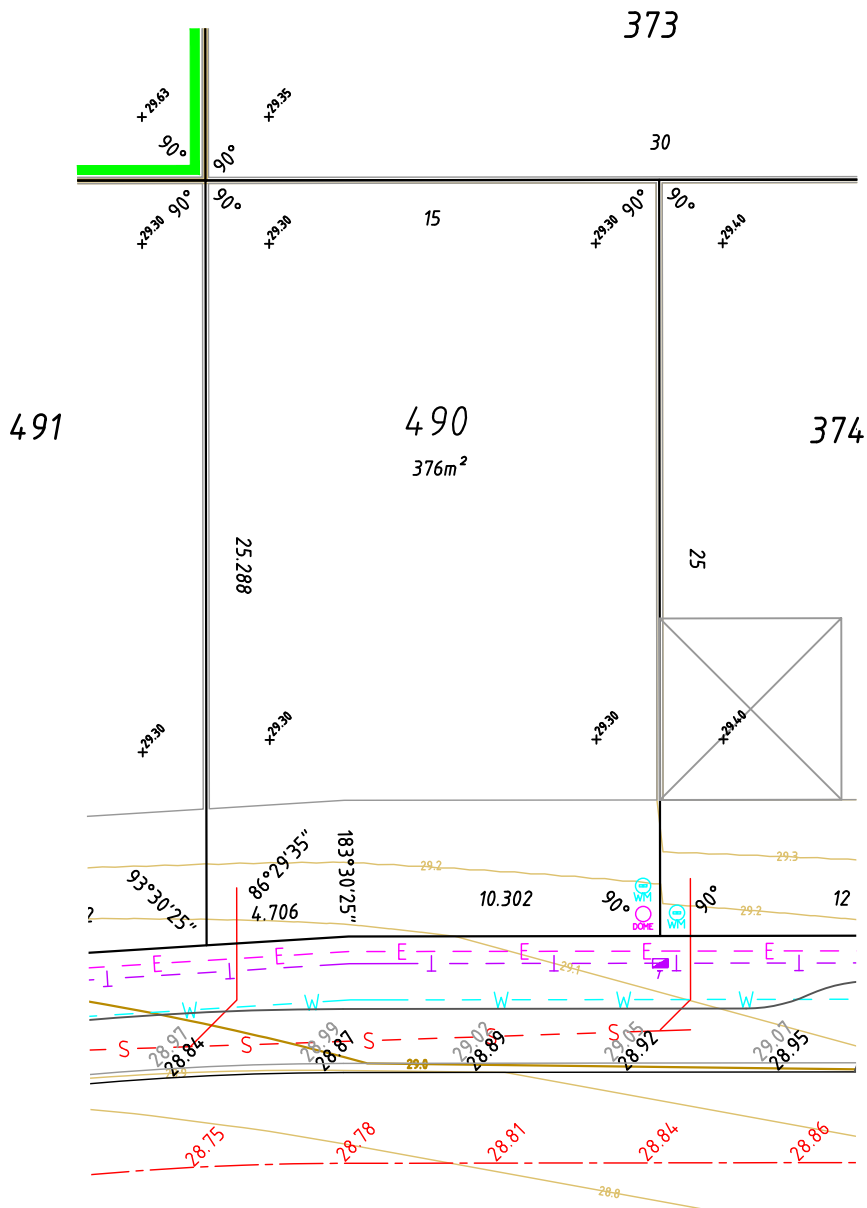 373
29.63
29.35
90°
90°
30
90°
90°
90°
90°
29.30
29.30
15
29.30
29.40
491
490
374
376m²
25.288
25
29.30
29.30
29.30
29.40
29.2
29.3
93°30'25"
86°29'35"
183°30'25"
WM
90°
90°
2
4.706
10.302
DOME
WM
29.2
12
E
E
E
E
E
E
T
T
T
T
T
T
29.1
T
W
W
W
W
W
S
S
S
S
S
28.97
28.99
29.02
29.05
29.07
28.84
28.87
28.89
28.92
28.95
29.0
28.75
28.78
28.81
28.84
28.86
28.8